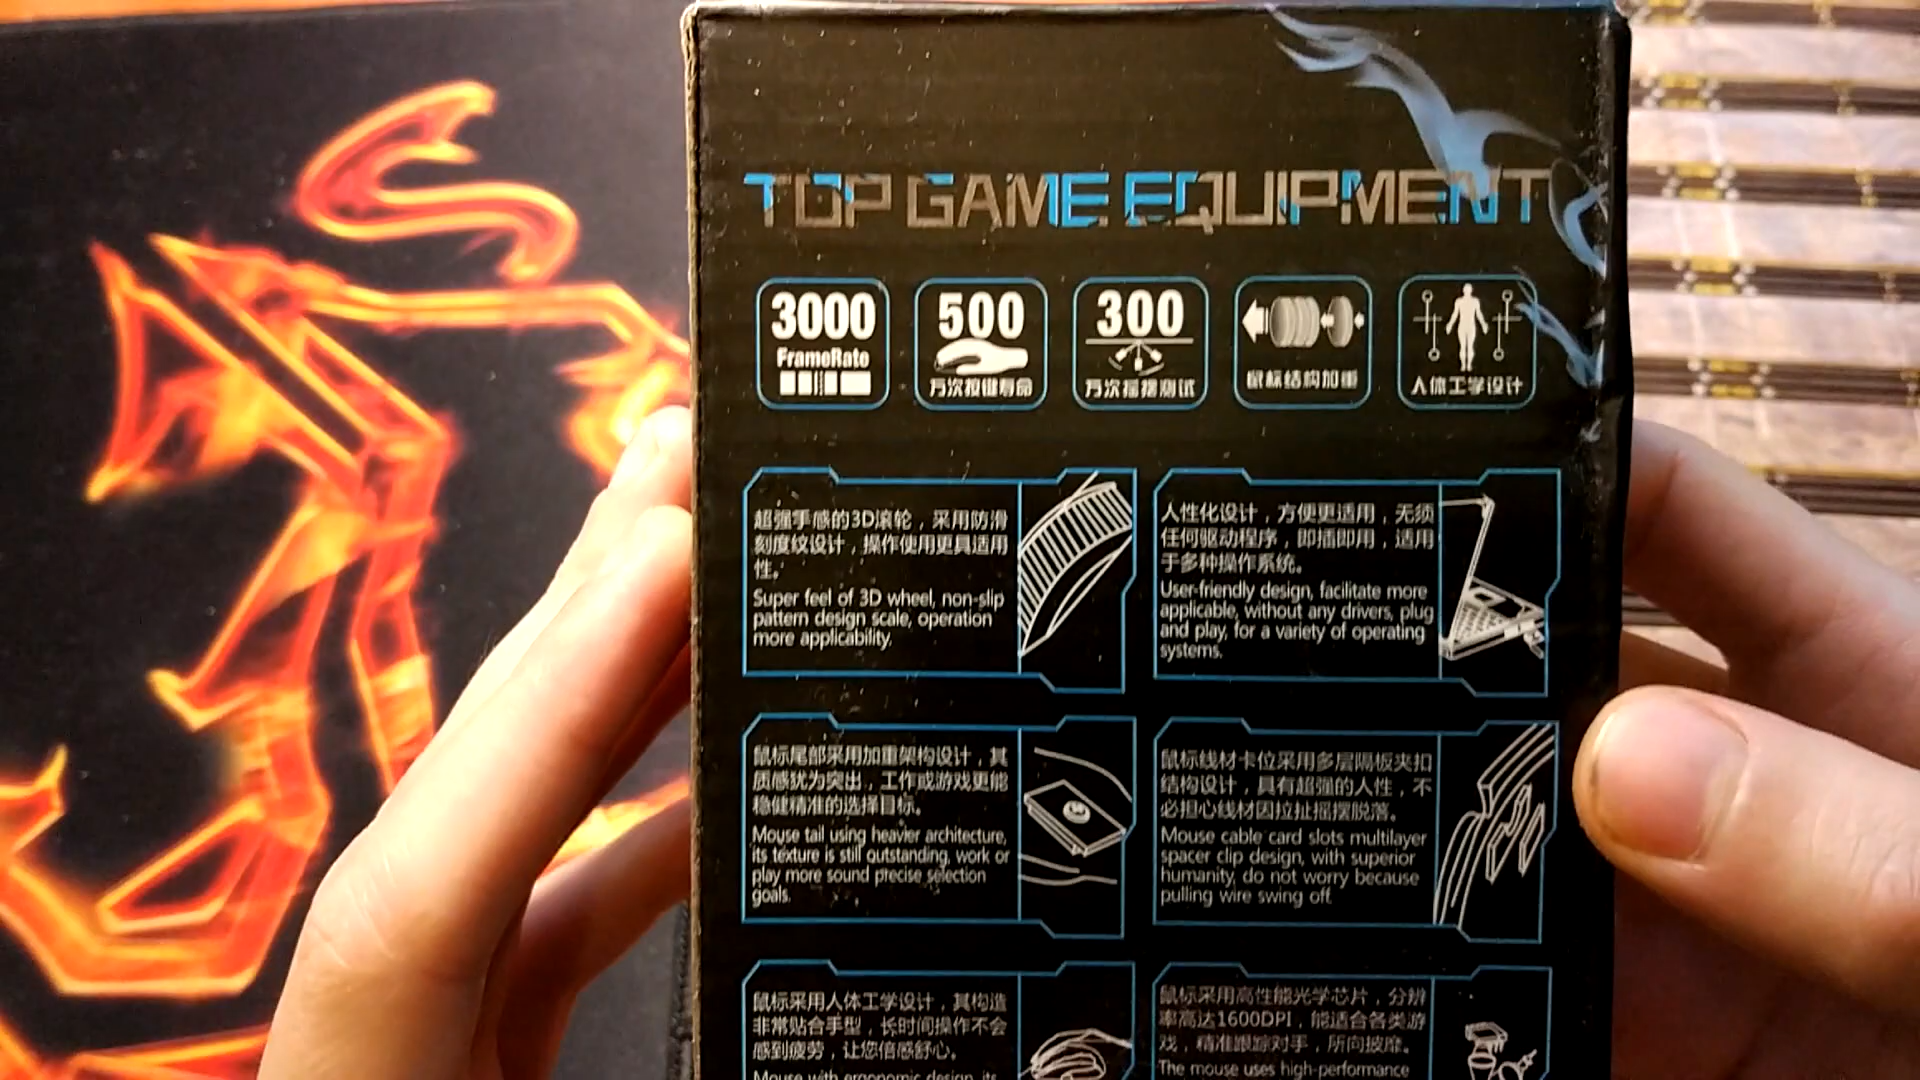 TOP GAME EQUIPMENT
3000
FrameRate
500
万次按键寿命
300
万次摇摆测试
鼠标结构加重
人体工学设计
超强手感的3D滚轮，采用防滑
刻度纹设计，操作使用更具适用
性。
Super feel of 3D wheel, non-slip
pattern design scale, operation
more applicability.
人性化设计，方便更适用，无须
任何驱动程序，即插即用，适用
于多种操作系统。
User-friendly design, facilitate more
applicable, without any drivers, plug
and play, for a variety of operating
systems.
鼠标尾部采用加重架构设计，其
质感犹为突出，工作或游戏更能
稳健精准的选择目标。
Mouse tail using heavier architecture,
its texture is still outstanding, work or
play more sound precise selection
goals.
鼠标线材卡位采用多层隔板夹扣
结构设计，具有超强的人性，不
必担心线材因拉扯摇摆脱落。
Mouse cable card slots multilayer
spacer clip design, with superior
humanity, do not worry because
pulling wire swing off.
鼠标采用人体工学设计，其构造
非常贴合手型，长时间操作不会
感到疲劳，让您倍感舒心。
Mouse with ergonomic design, its
鼠标采用高性能光学芯片，分辨
率高达1600DPI，能适合各类游
戏，精准跟踪对手，所向披靡。
The mouse uses high-performance